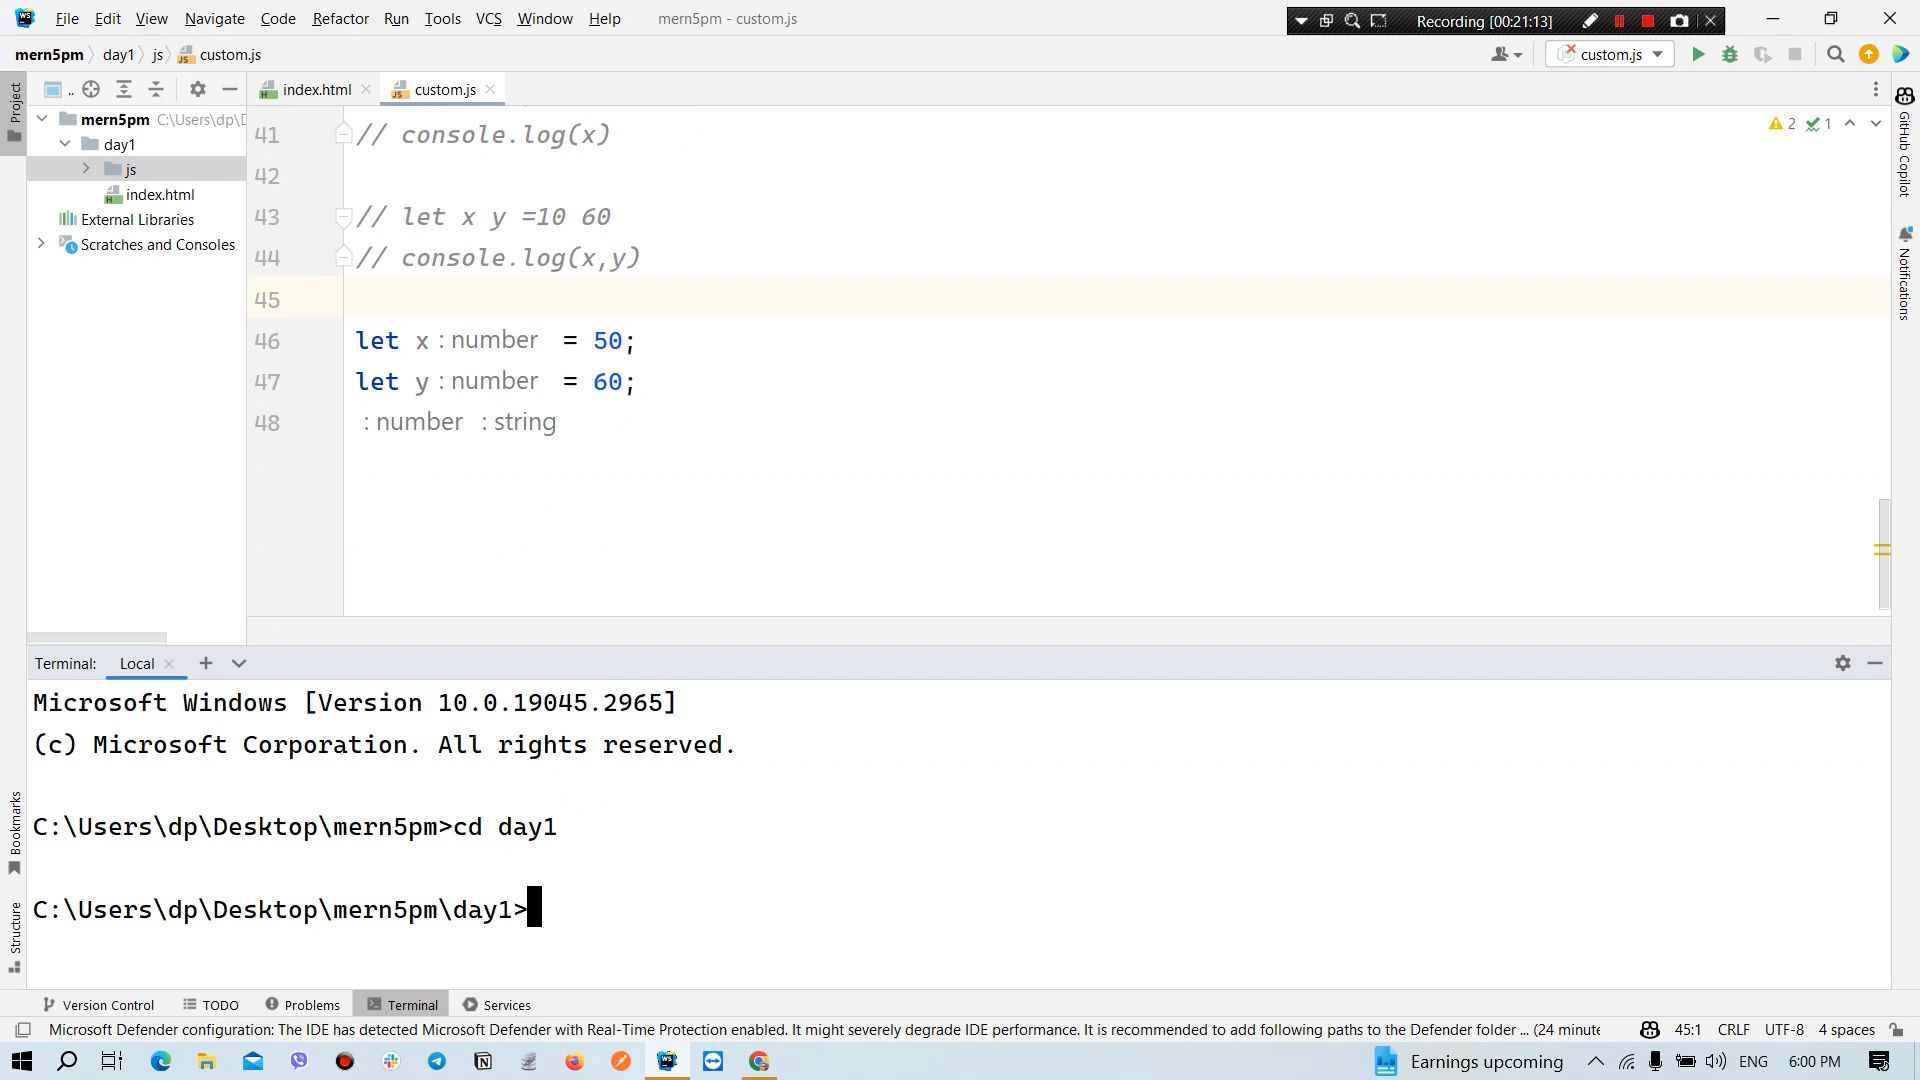 File Edit View Navigate Code Refactor Run Tools VCS Window Help mern5pm - custom.js
Recording [00:21:13]
mern5pm day1 js custom.js
custom.js
index.html custom.js
Project
mern5pm C:\Users\dp\D
day1
js
index.html
External Libraries
Scratches and Consoles
2 1
GitHub Copilot
Notifications
41 // console.log(x)
42
43 // let x y =10 60
44 // console.log(x,y)
45
46 let x : number = 50;
47 let y : number = 60;
48 : number : string
Terminal: Local
Microsoft Windows [Version 10.0.19045.2965]
(c) Microsoft Corporation. All rights reserved.
C:\Users\dp\Desktop\mern5pm>cd day1
C:\Users\dp\Desktop\mern5pm\day1>
Bookmarks
Structure
Version Control TODO Problems Terminal Services
Microsoft Defender configuration: The IDE has detected Microsoft Defender with Real-Time Protection enabled. It might severely degrade IDE performance. It is recommended to add following paths to the Defender folder ... (24 minute
45:1 CRLF UTF-8 4 spaces
Earnings upcoming ENG 6:00 PM